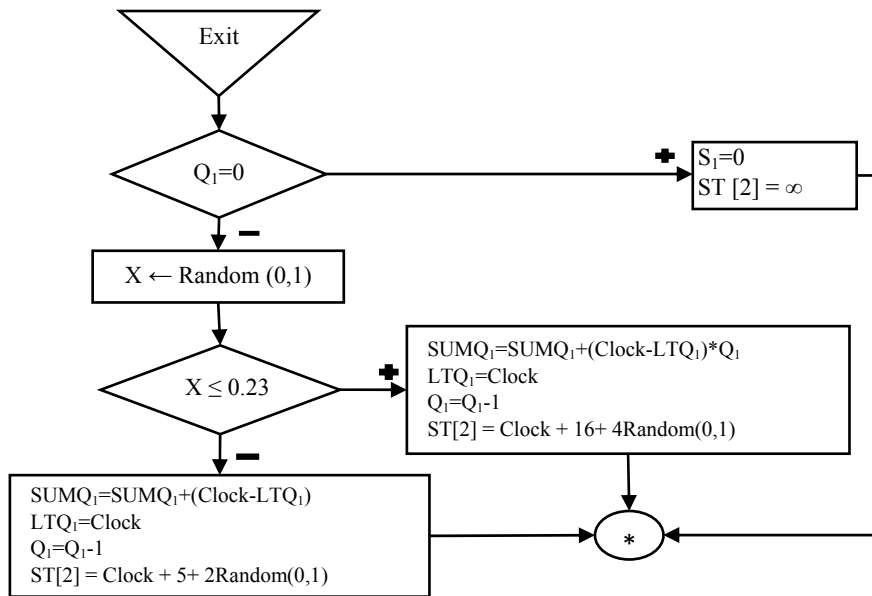 Exit
Q₁=0
S₁=0
ST [2] = ∞
X ← Random (0,1)
X ≤ 0.23
SUMQ₁=SUMQ₁+(Clock-LTQ₁)*Q₁
LTQ₁=Clock
Q₁=Q₁-1
ST[2] = Clock + 16+ 4Random(0,1)
SUMQ₁=SUMQ₁+(Clock-LTQ₁)
LTQ₁=Clock
Q₁=Q₁-1
ST[2] = Clock + 5+ 2Random(0,1)
*